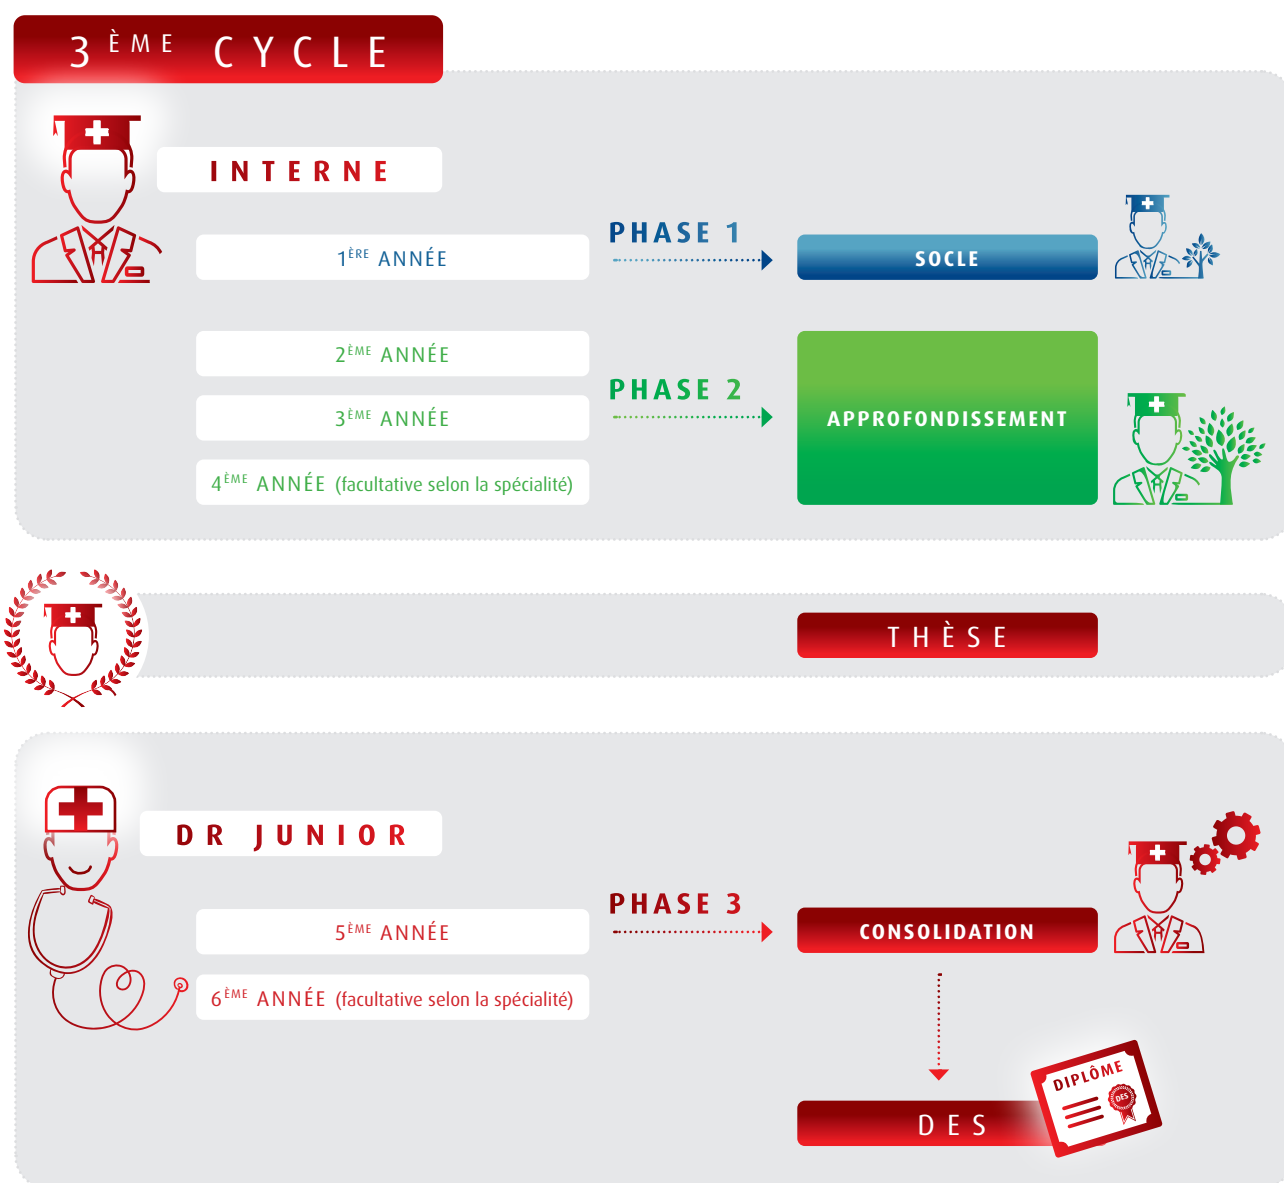 3ÈME CYCLE
INTERNE
1ÈRE ANNÉE
PHASE 1
SOCLE
2ÈME ANNÉE
3ÈME ANNÉE
4ÈME ANNÉE (facultative selon la spécialité)
PHASE 2
APPROFONDISSEMENT
THÈSE
DR JUNIOR
5ÈME ANNÉE
6ÈME ANNÉE (facultative selon la spécialité)
PHASE 3
CONSOLIDATION
DES
DIPLÔME
DES